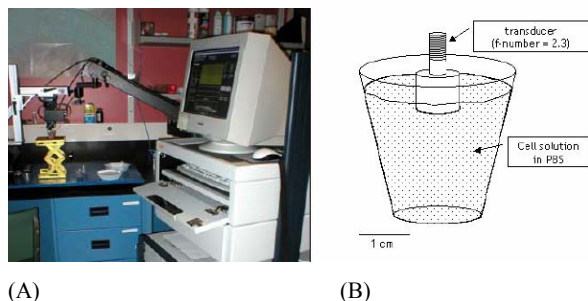 transducer
(f-number = 2.3)
Cell solution
in PBS
1 cm
(A)
(B)